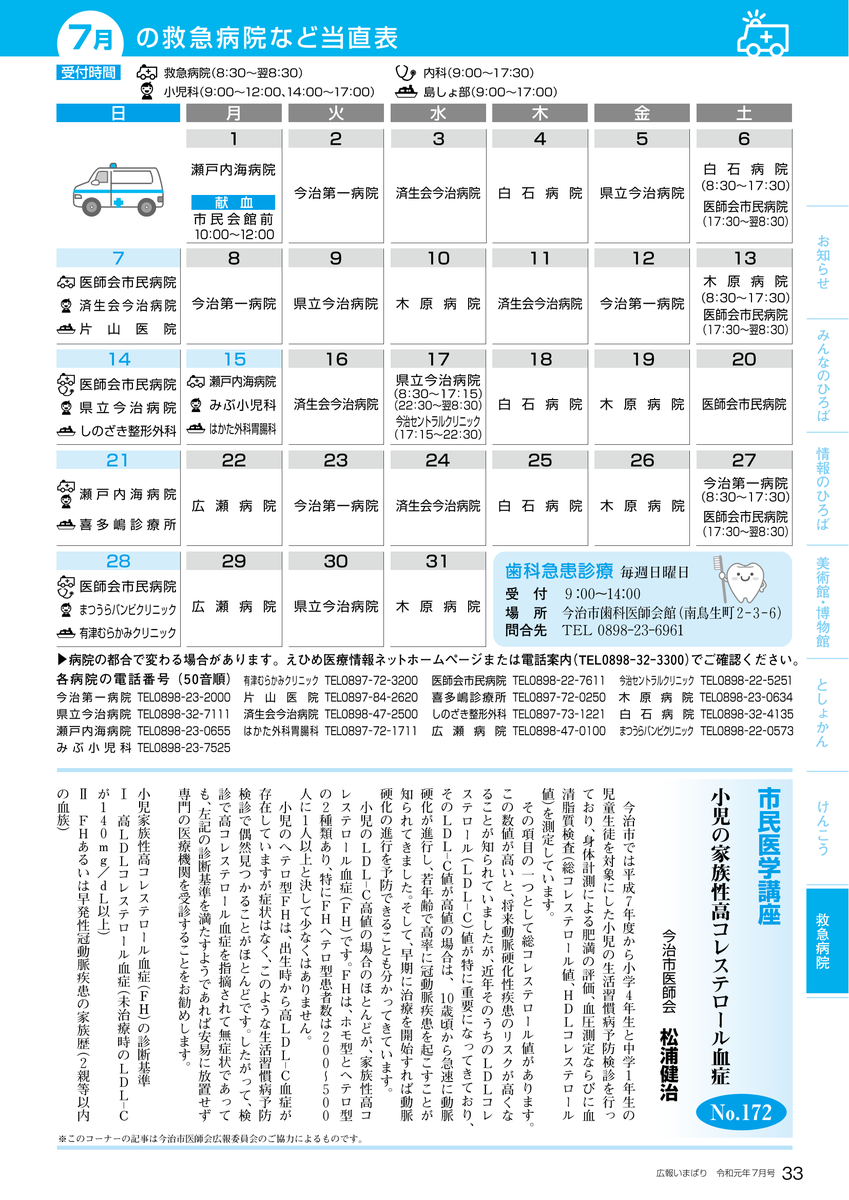 7月 の救急病院など当直表
受付時間
救急病院(8:30〜翌8:30)
内科(9:00〜17:30)
小児科(9:00〜12:00、14:00〜17:00)
島しょ部(9:00〜17:00)
日 月 火 水 木 金 土
1 2 3 4 5 6
瀬戸内海病院
献血
市民会館前
10:00〜12:00
今治第一病院
済生会今治病院
白石病院
県立今治病院
白石病院
(8:30〜17:30)
医師会市民病院
(17:30〜翌8:30)
7 8 9 10 11 12 13
医師会市民病院
済生会今治病院
片山医院
今治第一病院
県立今治病院
木原病院
済生会今治病院
今治第一病院
木原病院
(8:30〜17:30)
医師会市民病院
(17:30〜翌8:30)
14 15 16 17 18 19 20
医師会市民病院
県立今治病院
しのざき整形外科
瀬戸内海病院
みぶ小児科
はかた外科胃腸科
済生会今治病院
県立今治病院
(8:30〜17:15)
(22:30〜翌8:30)
今治セントラルクリニック
(17:15〜22:30)
白石病院
木原病院
医師会市民病院
21 22 23 24 25 26 27
瀬戸内海病院
喜多嶋診療所
広瀬病院
今治第一病院
済生会今治病院
白石病院
木原病院
今治第一病院
(8:30〜17:30)
医師会市民病院
(17:30〜翌8:30)
28 29 30 31
医師会市民病院
まつうらバンビクリニック
有津むらかみクリニック
広瀬病院
県立今治病院
木原病院
歯科急患診療 毎週日曜日
受付 9:00〜14:00
場所 今治市歯科医師会館(南鳥生町2-3-6)
問合先 TEL 0898-23-6961
▶病院の都合で変わる場合があります。えひめ医療情報ネットホームページまたは電話案内(TEL0898-32-3300)でご確認ください。
各病院の電話番号(50音順) 有津むらかみクリニック TEL0897-72-3200 医師会市民病院 TEL0898-22-7611 今治セントラルクリニック TEL0898-22-5251
今治第一病院 TEL0898-23-2000 片山医院 TEL0897-84-2620 喜多嶋診療所 TEL0897-72-0250 木原病院 TEL0898-23-0634
県立今治病院 TEL0898-32-7111 済生会今治病院 TEL0898-47-2500 しのざき整形外科 TEL0897-73-1221 白石病院 TEL0898-32-4135
瀬戸内海病院 TEL0898-23-0655 はかた外科胃腸科 TEL0897-72-1711 広瀬病院 TEL0898-47-0100 まつうらバンビクリニック TEL0898-22-0573
みぶ小児科 TEL0898-23-7525
市民医学講座
小児の家族性高コレステロール血症
No.172
今治市医師会 松浦健治
今治市では平成7年度から小学4年生と中学1年生の
児童生徒を対象にした小児の生活習慣病予防検診を行っ
ており、身体計測による肥満の評価、血圧測定ならびに血
清脂質検査(総コレステロール値、HDLコレステロール
値)を測定しています。
その項目の一つとして総コレステロール値があります。
この数値が高いと、将来動脈硬化性疾患のリスクが高くな
ることが知られていましたが、近年そのうちのLDLコレ
ステロール(LDL-C)値が特に重要になってきており、
そのLDL-C値が高値の場合は、10歳頃から急速に動脈
硬化が進行し、若年齢で高率に冠動脈疾患を起こすことが
知られてきました。そして、早期に治療を開始すれば動脈
硬化の進行を予防できることも分かってきています。
小児のLDL-C高値の場合のほとんどが、家族性高コ
レステロール血症(FH)です。FHは、ホモ型とヘテロ型
の2種類あり、特にFHヘテロ型患者数は200〜500
人に1人以上と決して少なくはありません。
小児のヘテロ型FHは、出生時から高LDL-C血症が
存在していますが症状はなく、このような生活習慣病予防
検診で偶然見つかることがほとんどです。したがって、検
診で高コレステロール血症を指摘されて無症状であって
も、左記の診断基準を満たすようであれば安易に放置せず
専門の医療機関を受診することをお勧めします。
小児家族性高コレステロール血症(FH)の診断基準
Ⅰ 高LDLコレステロール血症(未治療時のLDL-C
が140mg/dL以上)
Ⅱ FHあるいは早発性冠動脈疾患の家族歴(2親等以内
の血族)
※このコーナーの記事は今治市医師会広報委員会のご協力によるものです。
お知らせ
みんなのひろば
情報のひろば
美術館・博物館
としょかん
けんこう
救急病院
広報いまばり 令和元年7月号 33